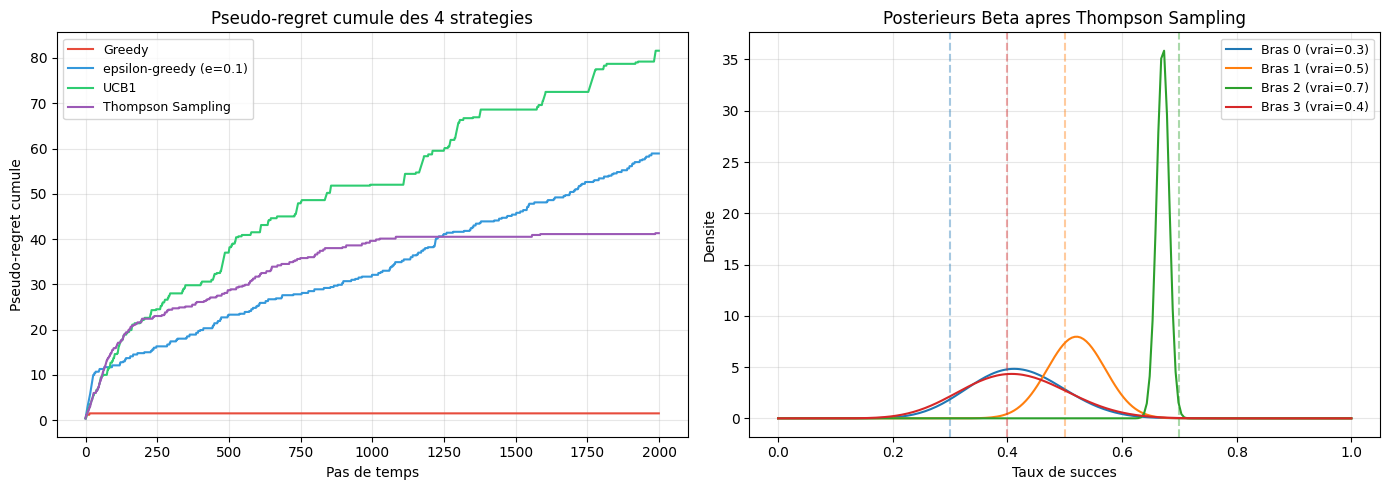 Pseudo-regret cumule des 4 strategies
Pseudo-regret cumule
80
70
60
50
40
30
20
10
0
Greedy
epsilon-greedy (e=0.1)
UCB1
Thompson Sampling
0
250
500
750
1000
1250
1500
1750
2000
Pas de temps
Posterieurs Beta apres Thompson Sampling
Densite
35
30
25
20
15
10
5
0
Bras 0 (vrai=0.3)
Bras 1 (vrai=0.5)
Bras 2 (vrai=0.7)
Bras 3 (vrai=0.4)
0.0
0.2
0.4
0.6
0.8
1.0
Taux de succes